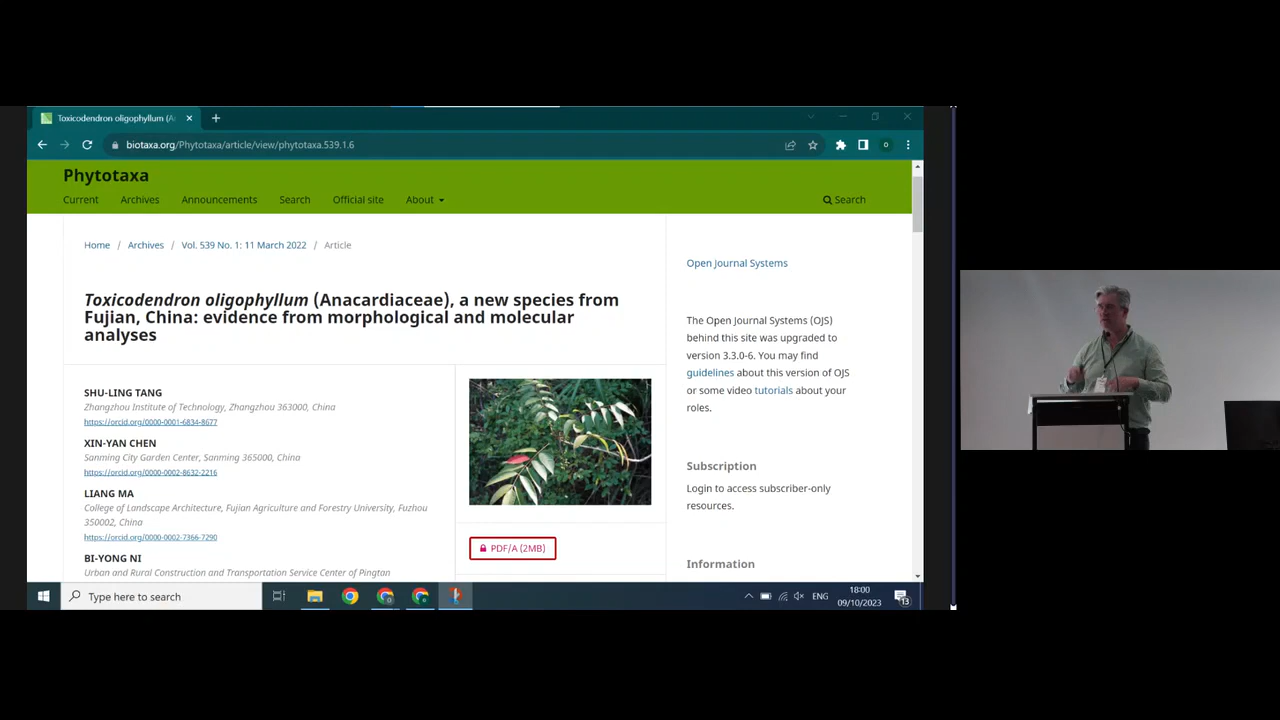 Toxicodendron oligophyllum (A
biotaxa.org/Phytotaxa/article/view/phytotaxa.539.1.6
Phytotaxa
Current Archives Announcements Search Official site About
Search
Home / Archives / Vol. 539 No. 1: 11 March 2022 / Article
Toxicodendron oligophyllum (Anacardiaceae), a new species from
Fujian, China: evidence from morphological and molecular
analyses
SHU-LING TANG
Zhangzhou Institute of Technology, Zhangzhou 363000, China
https://orcid.org/0000-0001-6834-8677
XIN-YAN CHEN
Sanming City Garden Center, Sanming 365000, China
https://orcid.org/0000-0002-8632-2216
LIANG MA
College of Landscape Architecture, Fujian Agriculture and Forestry University, Fuzhou
350002, China
https://orcid.org/0000-0002-7366-7290
BI-YONG NI
Urban and Rural Construction and Transportation Service Center of Pingtan
PDF/A (2MB)
Open Journal Systems
The Open Journal Systems (OJS)
behind this site was upgraded to
version 3.3.0-6. You may find
guidelines about this version of OJS
or some video tutorials about your
roles.
Subscription
Login to access subscriber-only
resources.
Information
Type here to search
ENG
18:00
09/10/2023
13